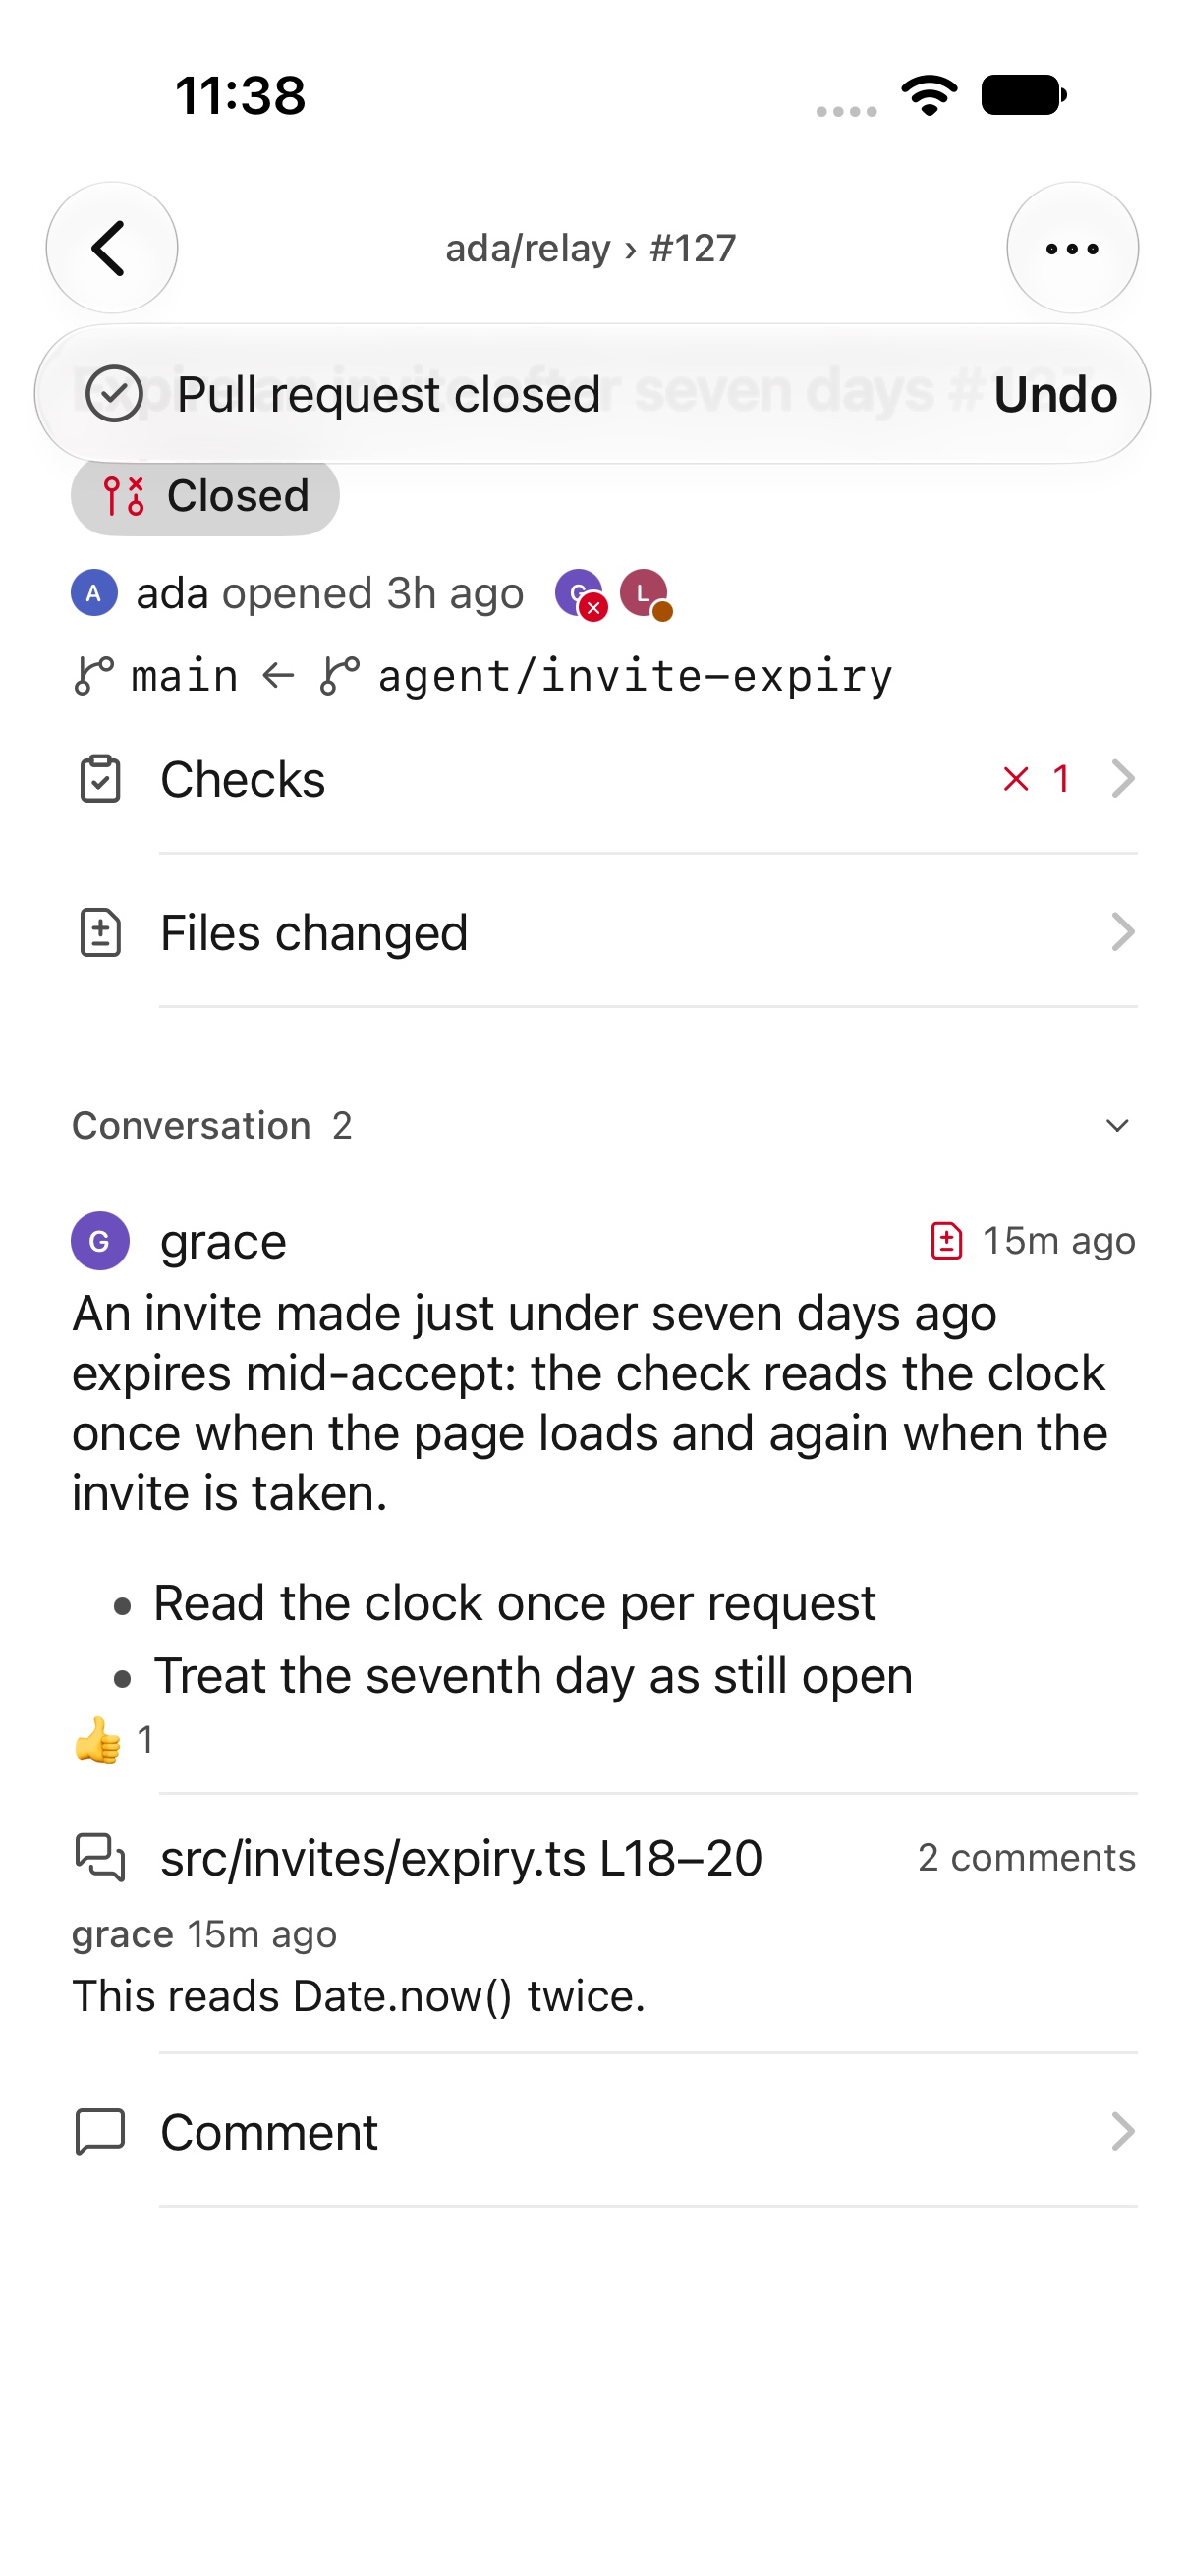 11:38
ada/relay › #127
Pull request closed
Undo
Closed
A ada opened 3h ago G L
main ← agent/invite-expiry
Checks 1
Files changed
Conversation 2
G grace 15m ago
An invite made just under seven days ago
expires mid-accept: the check reads the clock
once when the page loads and again when the
invite is taken.
• Read the clock once per request
• Treat the seventh day as still open
👍 1
src/invites/expiry.ts L18–20 2 comments
grace 15m ago
This reads Date.now() twice.
Comment